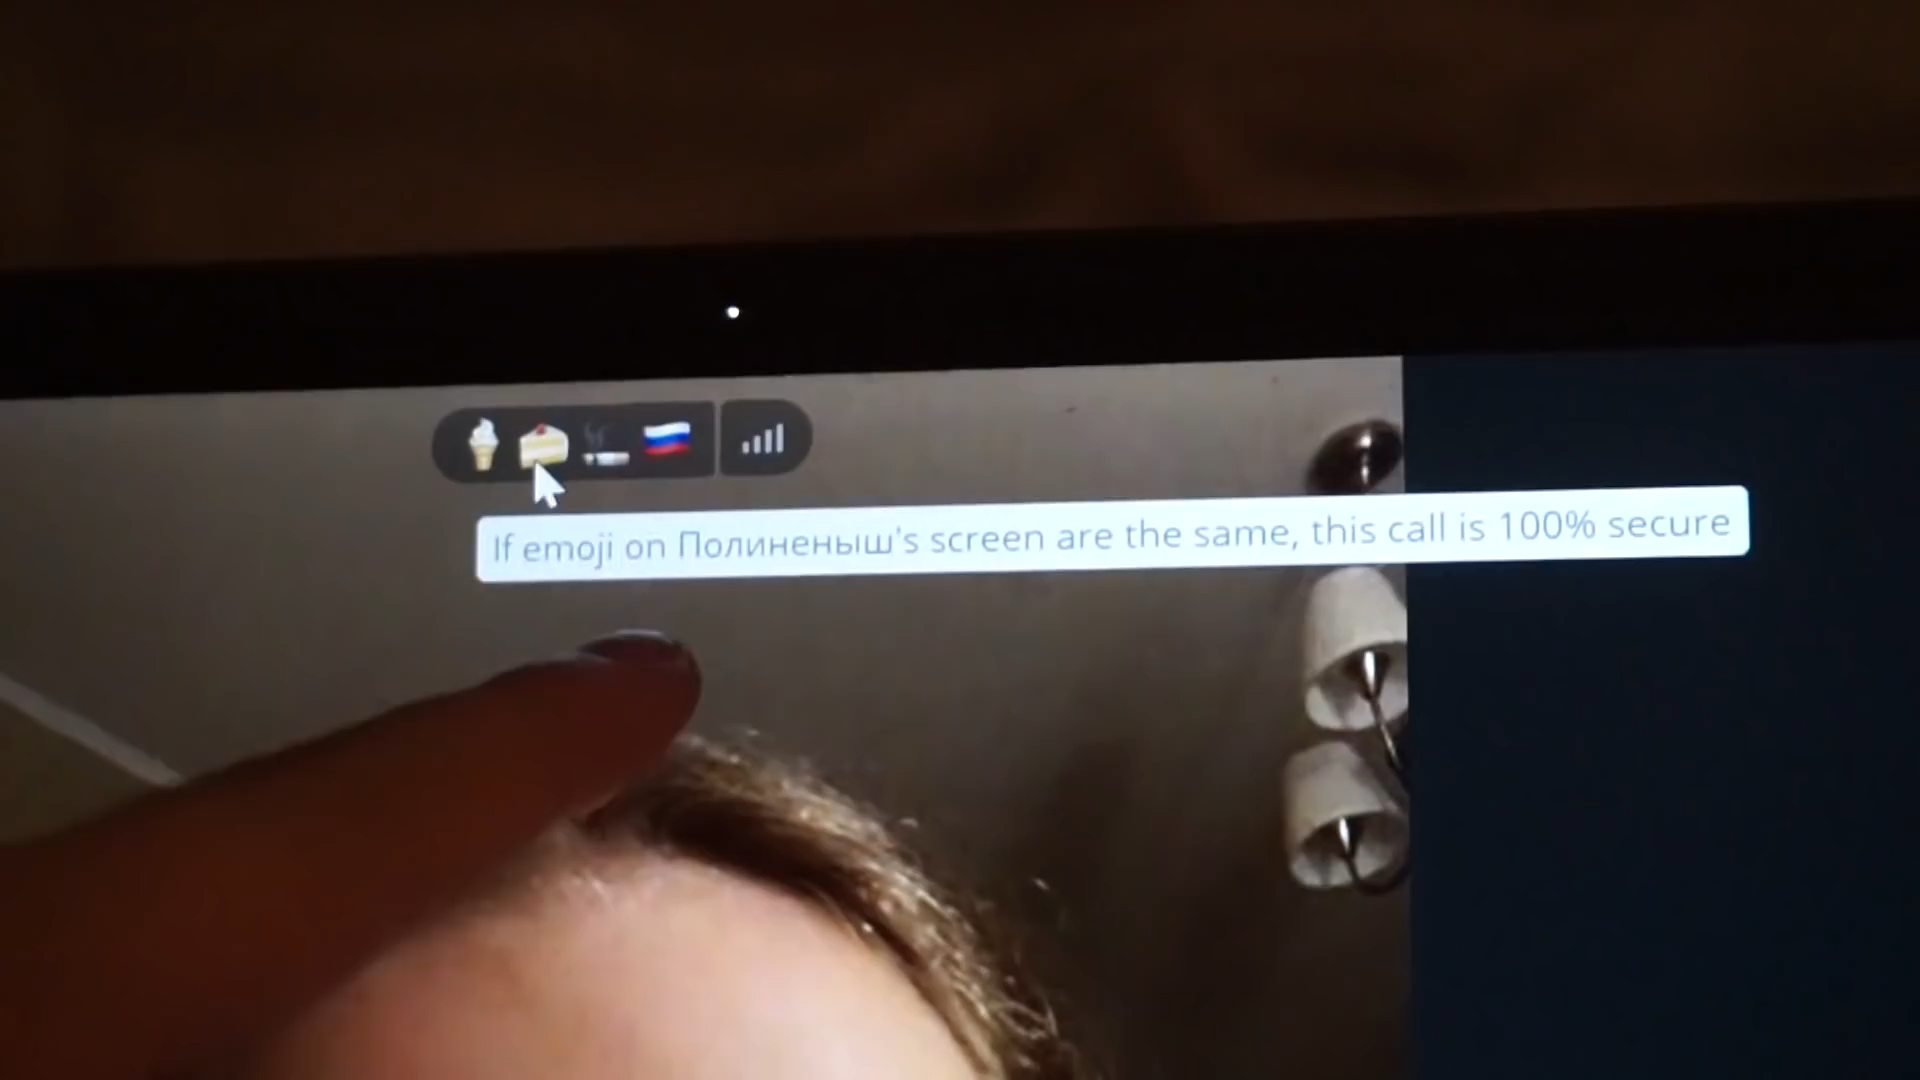 If emoji on Полиненыш's screen are the same, this call is 100% secure